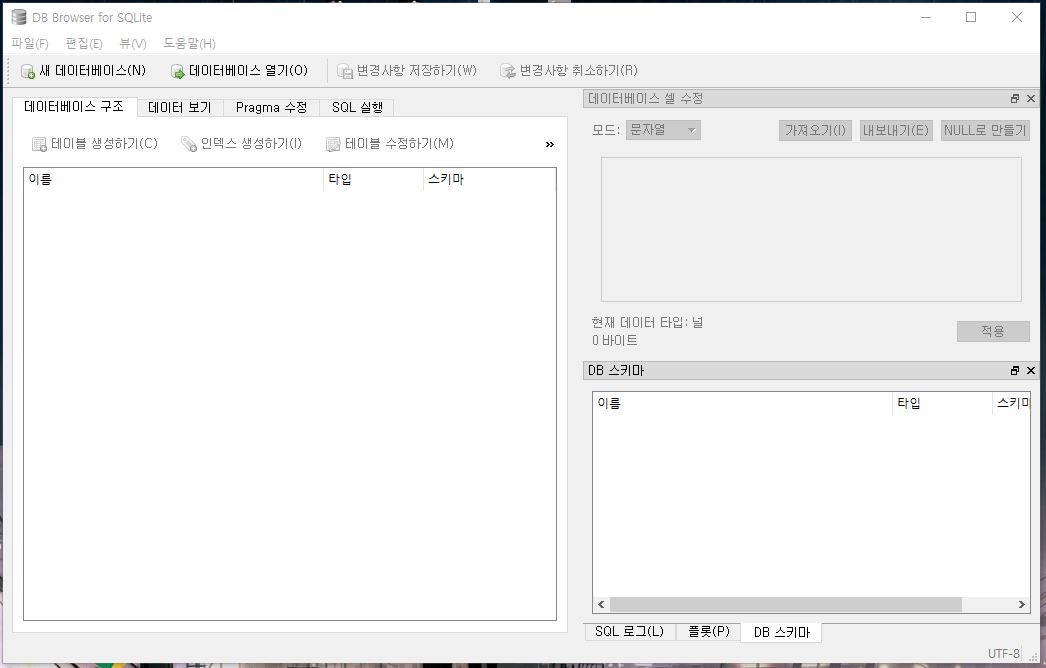 DB Browser for SQLite
파일(F) 편집(E) 뷰(V) 도움말(H)
새 데이터베이스(N) 데이터베이스 열기(O) 변경사항 저장하기(W) 변경사항 취소하기(R)
데이터베이스 구조 데이터 보기 Pragma 수정 SQL 실행
테이블 생성하기(C) 인덱스 생성하기(I) 테이블 수정하기(M) »
이름 타입 스키마
데이터베이스 셀 수정
모드: 문자열 가져오기(I) 내보내기(E) NULL로 만들기
현재 데이터 타입: 널
0 바이트
적용
DB 스키마
이름 타입 스키마
SQL 로그(L) 플롯(P) DB 스키마
UTF-8